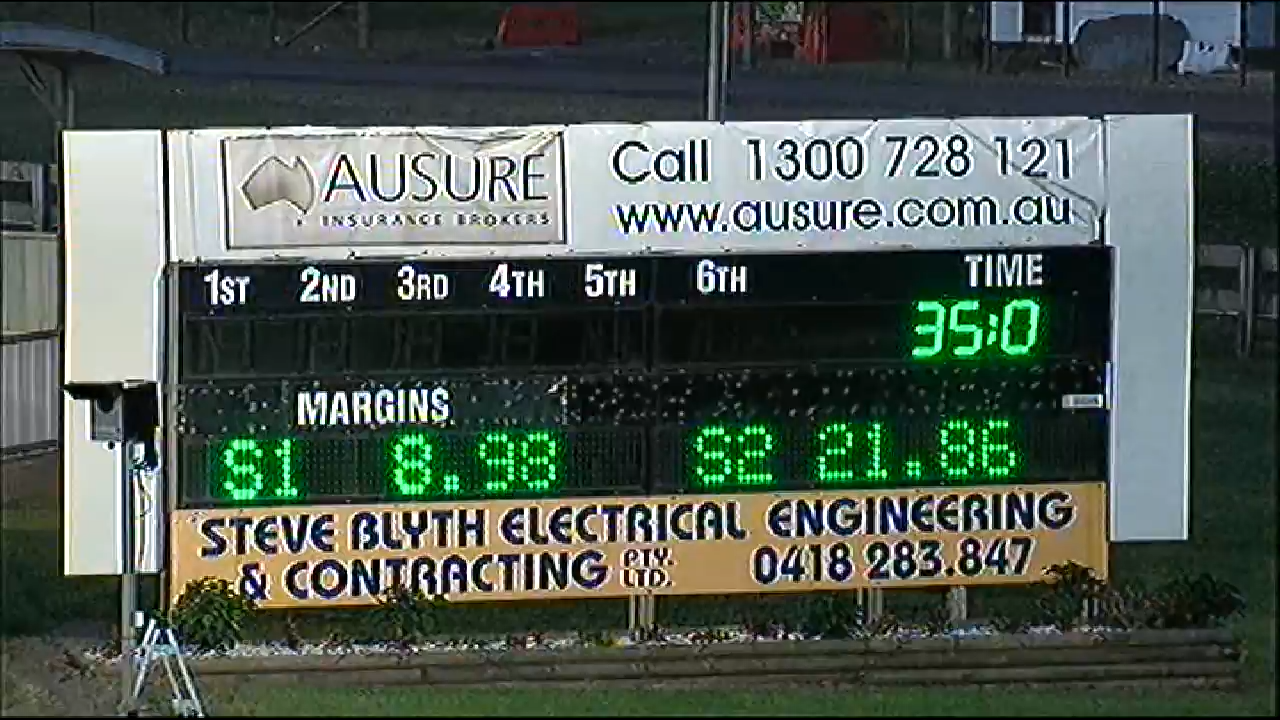 AUSURE
INSURANCE BROKERS
Call 1300 728 121
www.ausure.com.au
1ST 2ND 3RD 4TH 5TH 6TH TIME
35:0
MARGINS
S1 8.98 S2 21.86
STEVE BLYTH ELECTRICAL ENGINEERING
& CONTRACTING PTY. LTD. 0418 283.847